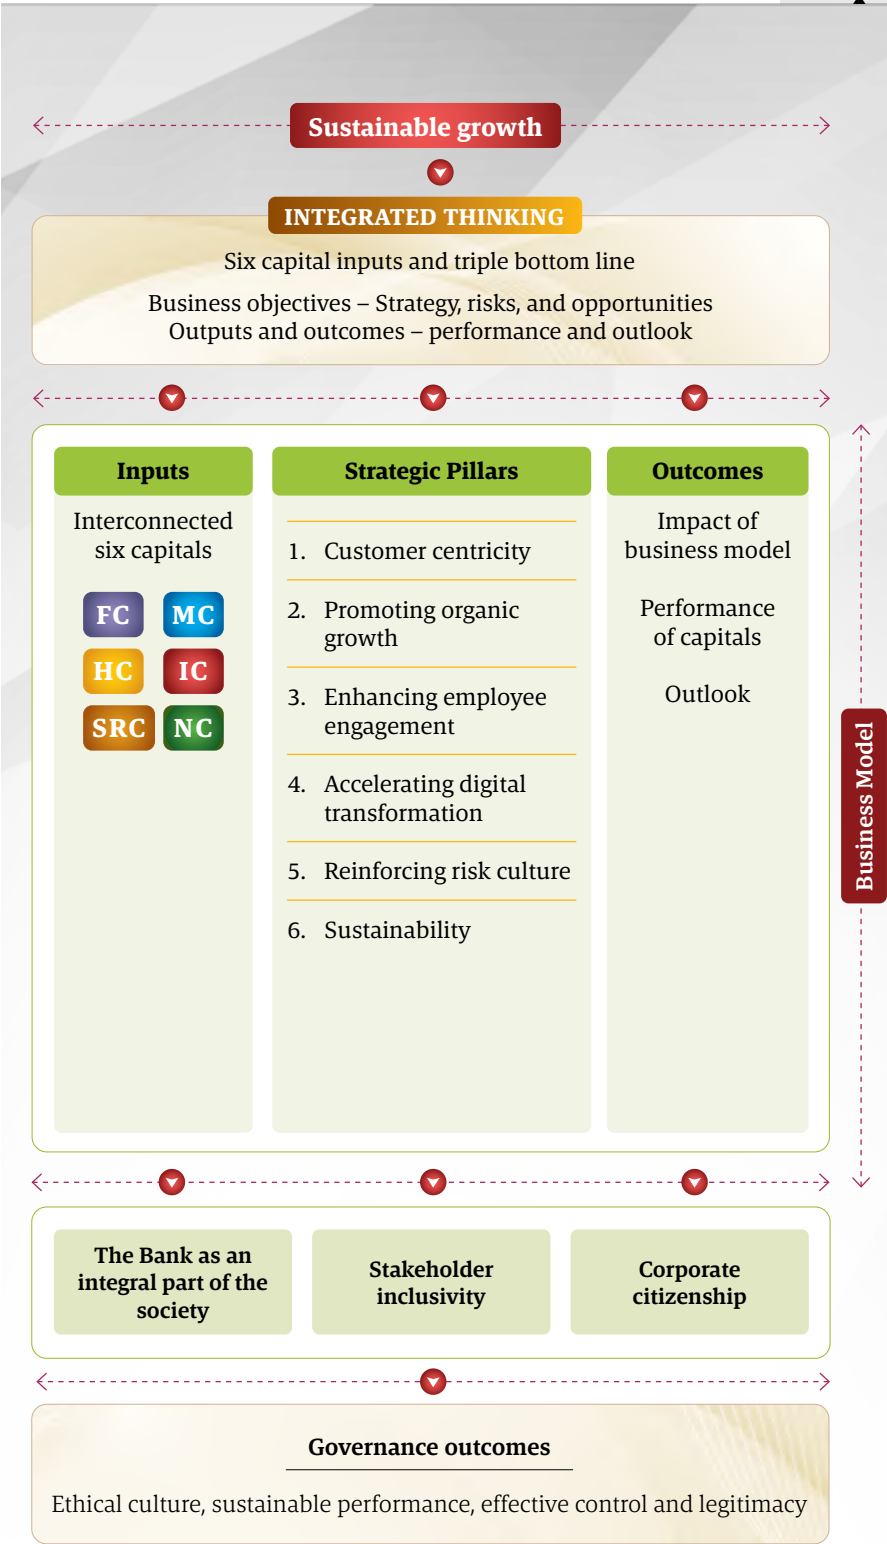 Sustainable growth
INTEGRATED THINKING
Six capital inputs and triple bottom line
Business objectives – Strategy, risks, and opportunities
Outputs and outcomes – performance and outlook
Inputs
Interconnected
six capitals
FC MC
HC IC
SRC NC
Strategic Pillars
1. Customer centricity
2. Promoting organic
growth
3. Enhancing employee
engagement
4. Accelerating digital
transformation
5. Reinforcing risk culture
6. Sustainability
Outcomes
Impact of
business model
Performance
of capitals
Outlook
Business Model
The Bank as an
integral part of the
society
Stakeholder
inclusivity
Corporate
citizenship
Governance outcomes
Ethical culture, sustainable performance, effective control and legitimacy